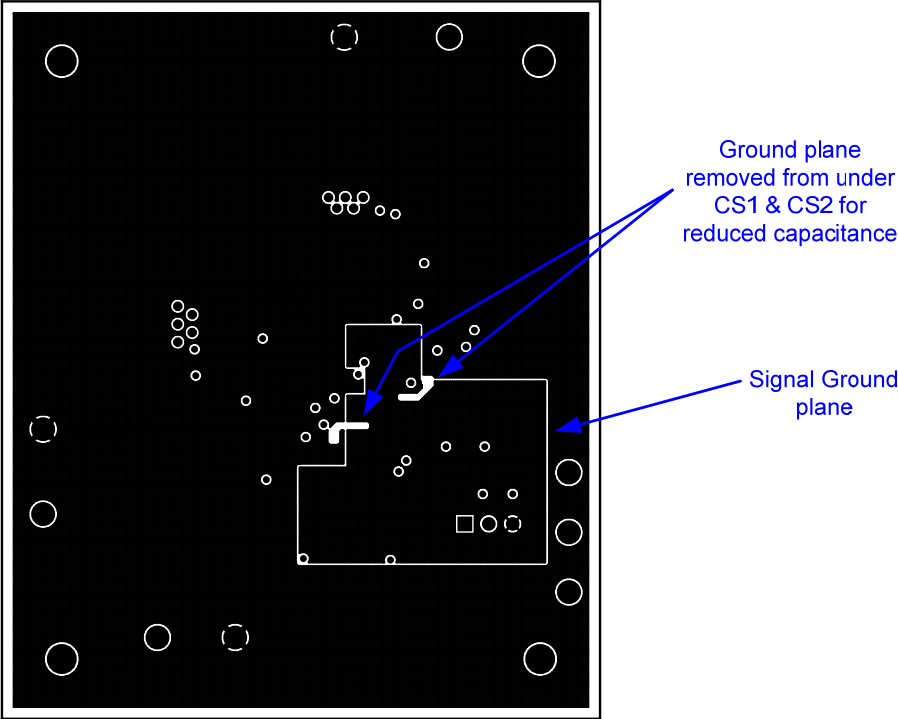 Ground plane
removed from under
CS1 & CS2 for
reduced capacitance
Signal Ground
plane